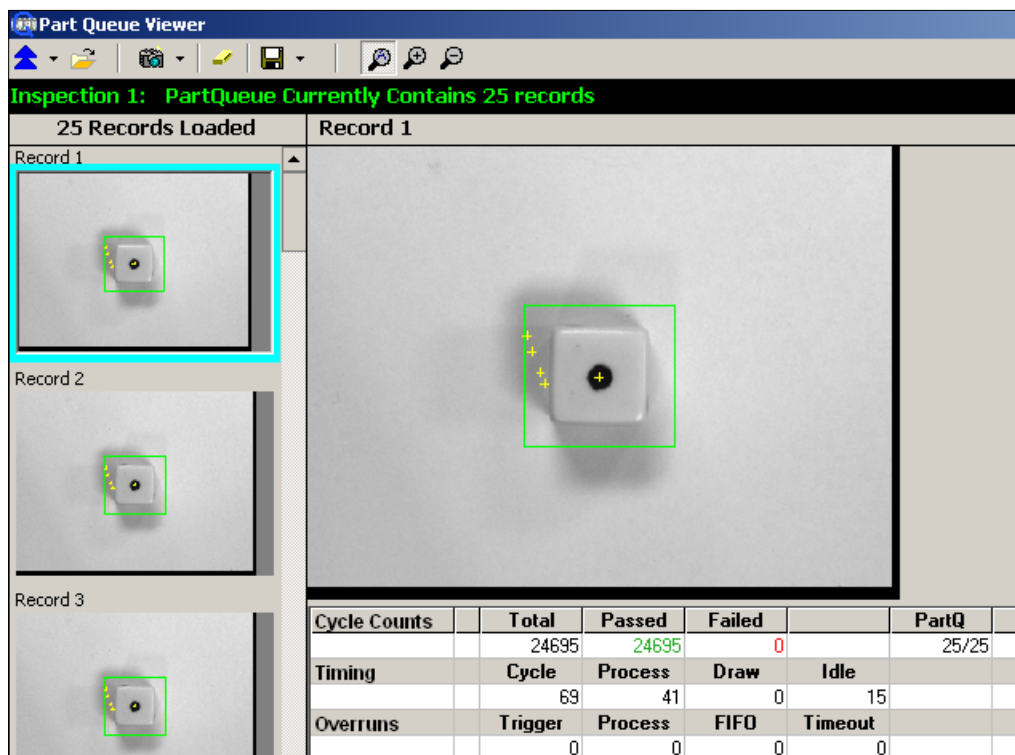 Part Queue Viewer
Inspection 1: PartQueue Currently Contains 25 records
25 Records Loaded
Record 1
Record 1
Record 2
Record 3
Cycle Counts Total Passed Failed PartQ
24695 24695 0 25/25
Timing Cycle Process Draw Idle
69 41 0 15
Overruns Trigger Process FIFO Timeout
0 0 0 0